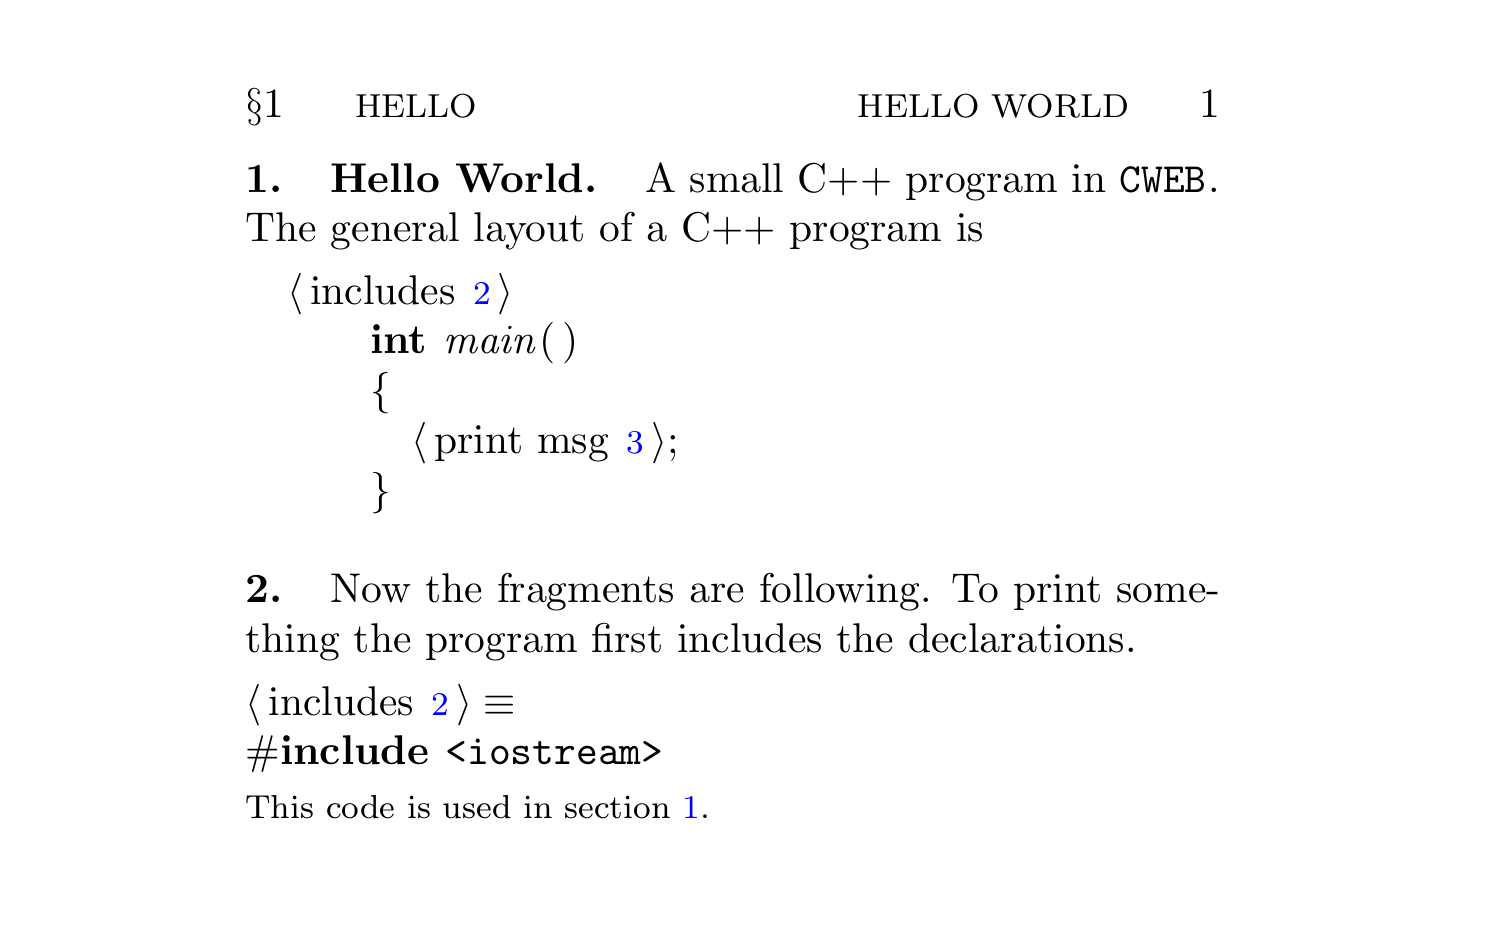 §1 HELLO HELLO WORLD 1
1. Hello World. A small C++ program in CWEB.
The general layout of a C++ program is
⟨includes 2⟩
int main( )
{
⟨print msg 3⟩;
}
2. Now the fragments are following. To print some-
thing the program first includes the declarations.
⟨includes 2⟩ ≡
#include <iostream>
This code is used in section 1.